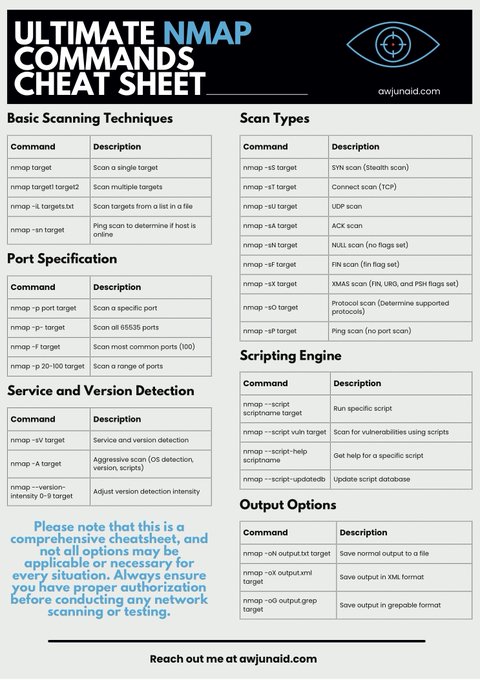 ULTIMATE NMAP
COMMANDS
CHEAT SHEET
awjunaid.com
Basic Scanning Techniques
Command Description
nmap target Scan a single target
nmap target1 target2 Scan multiple targets
nmap -iL targets.txt Scan targets from a list in a file
nmap -sn target Ping scan to determine if host is
online
Port Specification
Command Description
nmap -p port target Scan a specific port
nmap -p- target Scan all 65535 ports
nmap -F target Scan most common ports (100)
nmap -p 20-100 target Scan a range of ports
Service and Version Detection
Command Description
nmap -sV target Service and version detection
nmap -A target Aggressive scan (OS detection,
version, scripts)
nmap --version-
intensity 0-9 target Adjust version detection intensity
Please note that this is a
comprehensive cheatsheet, and
not all options may be
applicable or necessary for
every situation. Always ensure
you have proper authorization
before conducting any network
scanning or testing.
Scan Types
Command Description
nmap -sS target SYN scan (Stealth scan)
nmap -sT target Connect scan (TCP)
nmap -sU target UDP scan
nmap -sA target ACK scan
nmap -sN target NULL scan (no flags set)
nmap -sF target FIN scan (fin flag set)
nmap -sX target XMAS scan (FIN, URG, and PSH flags set)
nmap -sO target Protocol scan (Determine supported
protocols)
nmap -sP target Ping scan (no port scan)
Scripting Engine
Command Description
nmap --script
scriptname target Run specific script
nmap --script vuln target Scan for vulnerabilities using scripts
nmap --script-help
scriptname Get help for a specific script
nmap --script-updatedb Update script database
Output Options
Command Description
nmap -oN output.txt target Save normal output to a file
nmap -oX output.xml
target Save output in XML format
nmap -oG output.grep
target Save output in grepable format
Reach out me at awjunaid.com